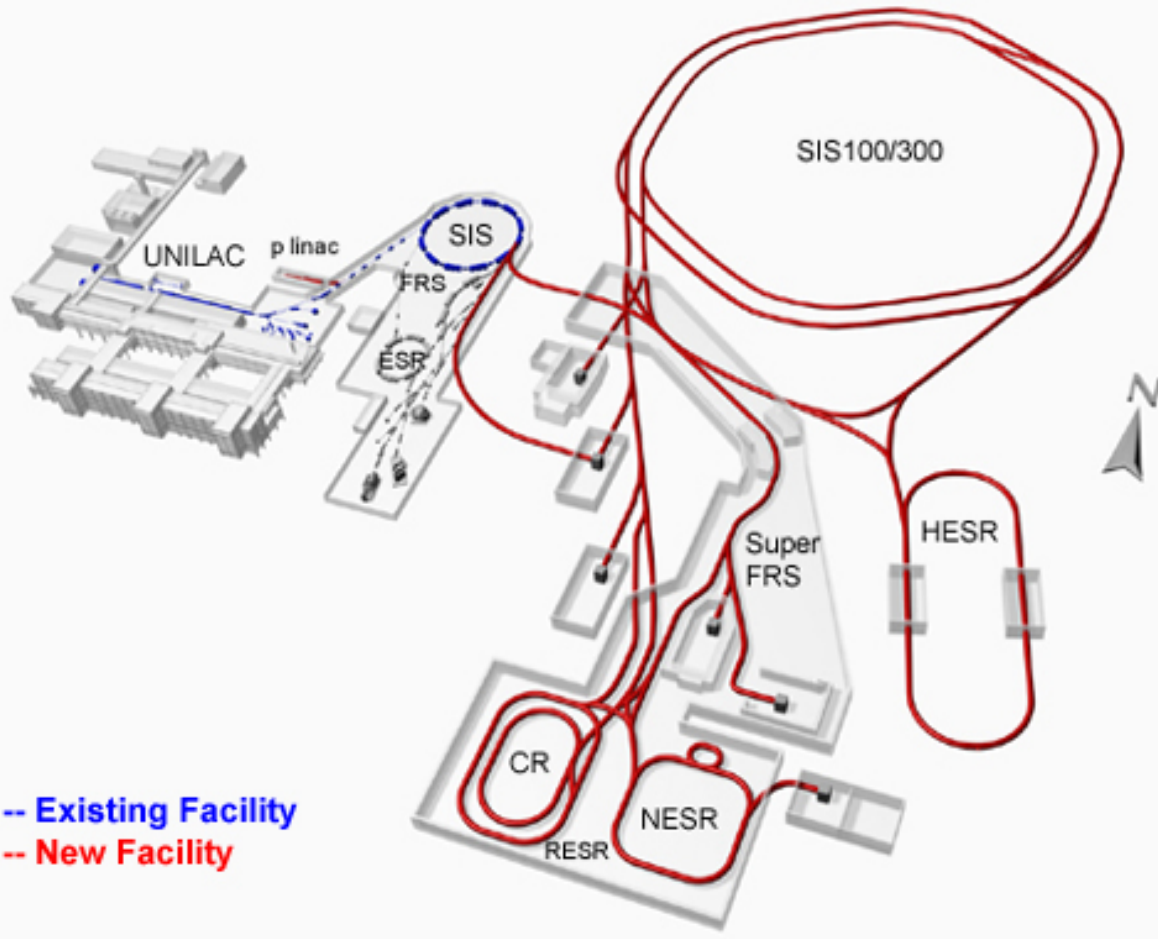 SIS100/300
SIS
UNILAC
p linac
FRS
ESR
N
HESR
Super
FRS
CR
NESR
RESR
-- Existing Facility
-- New Facility